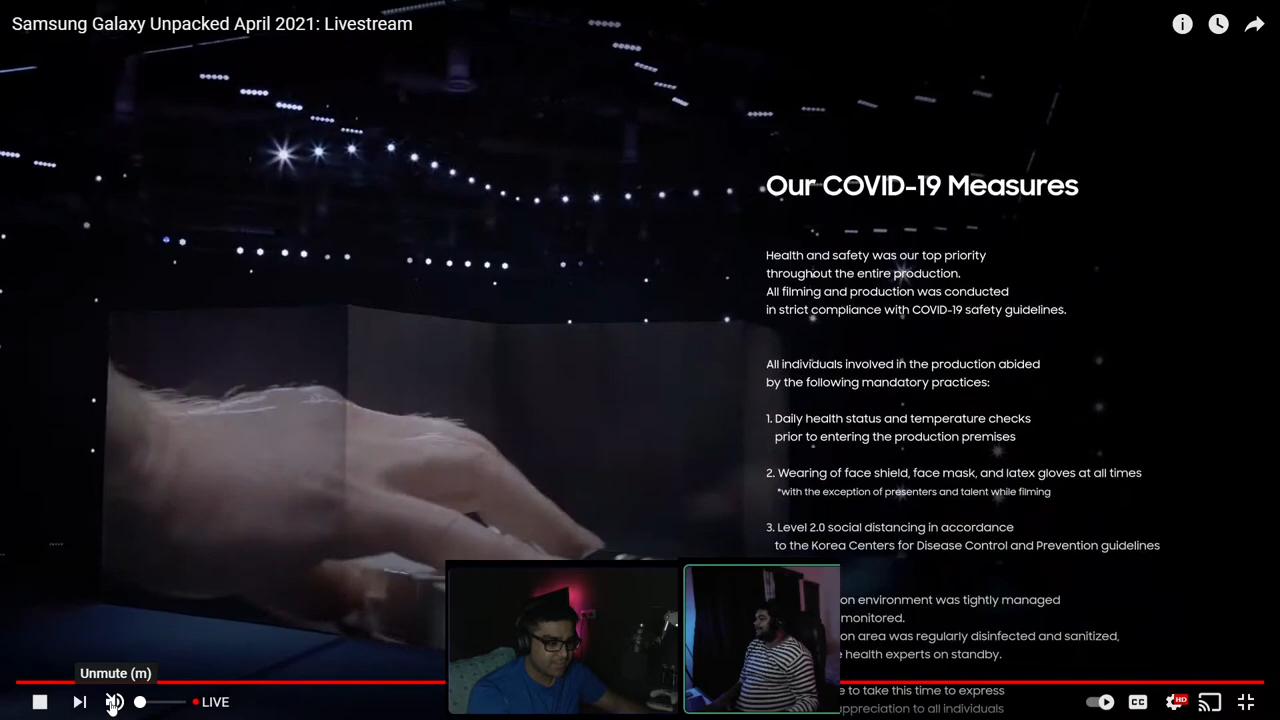 Samsung Galaxy Unpacked April 2021: Livestream
Our COVID-19 Measures
Health and safety was our top priority
throughout the entire production.
All filming and production was conducted
in strict compliance with COVID-19 safety guidelines.
All individuals involved in the production abided
by the following mandatory practices:
1. Daily health status and temperature checks
prior to entering the production premises
2. Wearing of face shield, face mask, and latex gloves at all times
*with the exception of presenters and talent while filming
3. Level 2.0 social distancing in accordance
to the Korea Centers for Disease Control and Prevention guidelines
on environment was tightly managed
monitored.
on area was regularly disinfected and sanitized,
health experts on standby.
to take this time to express
appreciation to all individuals
Unmute (m)
LIVE
CC
HD